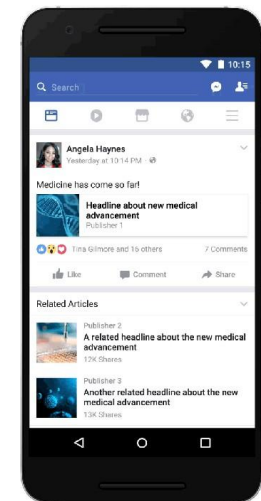 10:15
Search
Angela Haynes
Yesterday at 10:14 PM ·
Medicine has come so far!
Headline about new medical
advancement
Publisher 1
Tina Gilmore and 15 others 7 Comments
Like Comment Share
Related Articles
Publisher 2
A related headline about the new medical
advancement
12K Shares
Publisher 3
Another related headline about the new
medical advancement
13K Shares